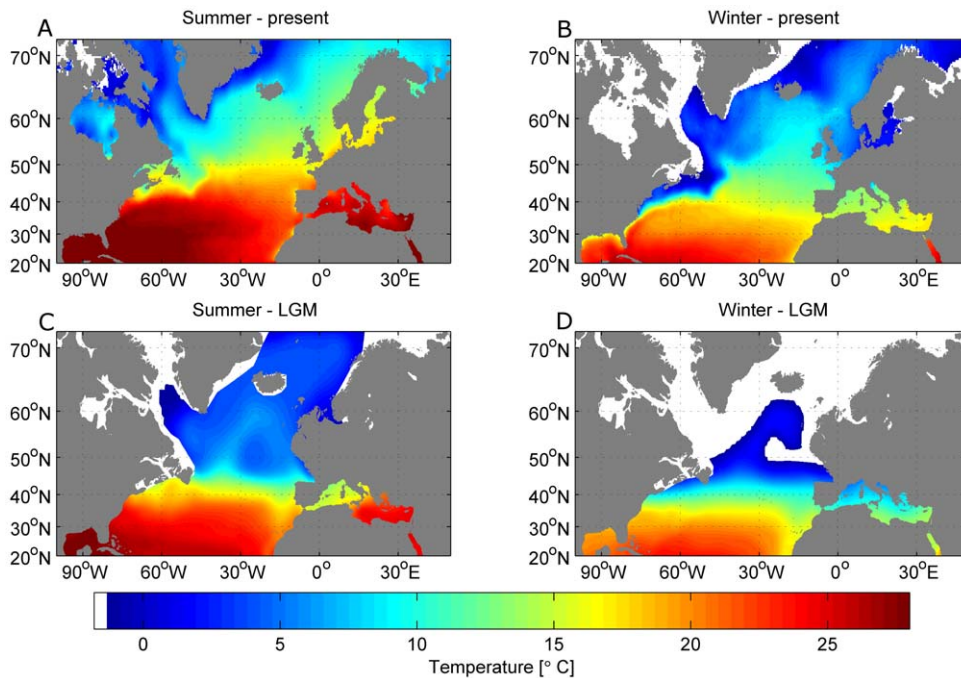 A Summer - present
B Winter - present
70°N
60°N
50°N
40°N
30°N
20°N
90°W 60°W 30°W 0° 30°E
70°N
60°N
50°N
40°N
30°N
20°N
90°W 60°W 30°W 0° 30°E
C Summer - LGM
D Winter - LGM
70°N
60°N
50°N
40°N
30°N
20°N
90°W 60°W 30°W 0° 30°E
70°N
60°N
50°N
40°N
30°N
20°N
90°W 60°W 30°W 0° 30°E
0 5 10 15 20 25
Temperature [° C]